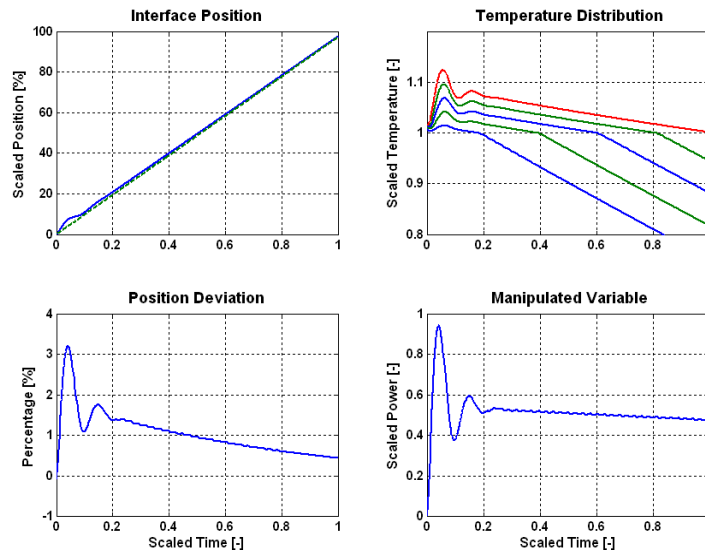 Interface Position
Scaled Position [%]
100
80
60
40
20
0
0 0.2 0.4 0.6 0.8 1
Temperature Distribution
Scaled Temperature [-]
1.1
1
0.9
0.8
0 0.2 0.4 0.6 0.8
Position Deviation
Percentage [%]
4
3
2
1
0
-1
0 0.2 0.4 0.6 0.8 1
Scaled Time [-]
Manipulated Variable
Scaled Power [-]
1
0.8
0.6
0.4
0.2
0
0 0.2 0.4 0.6 0.8
Scaled Time [-]